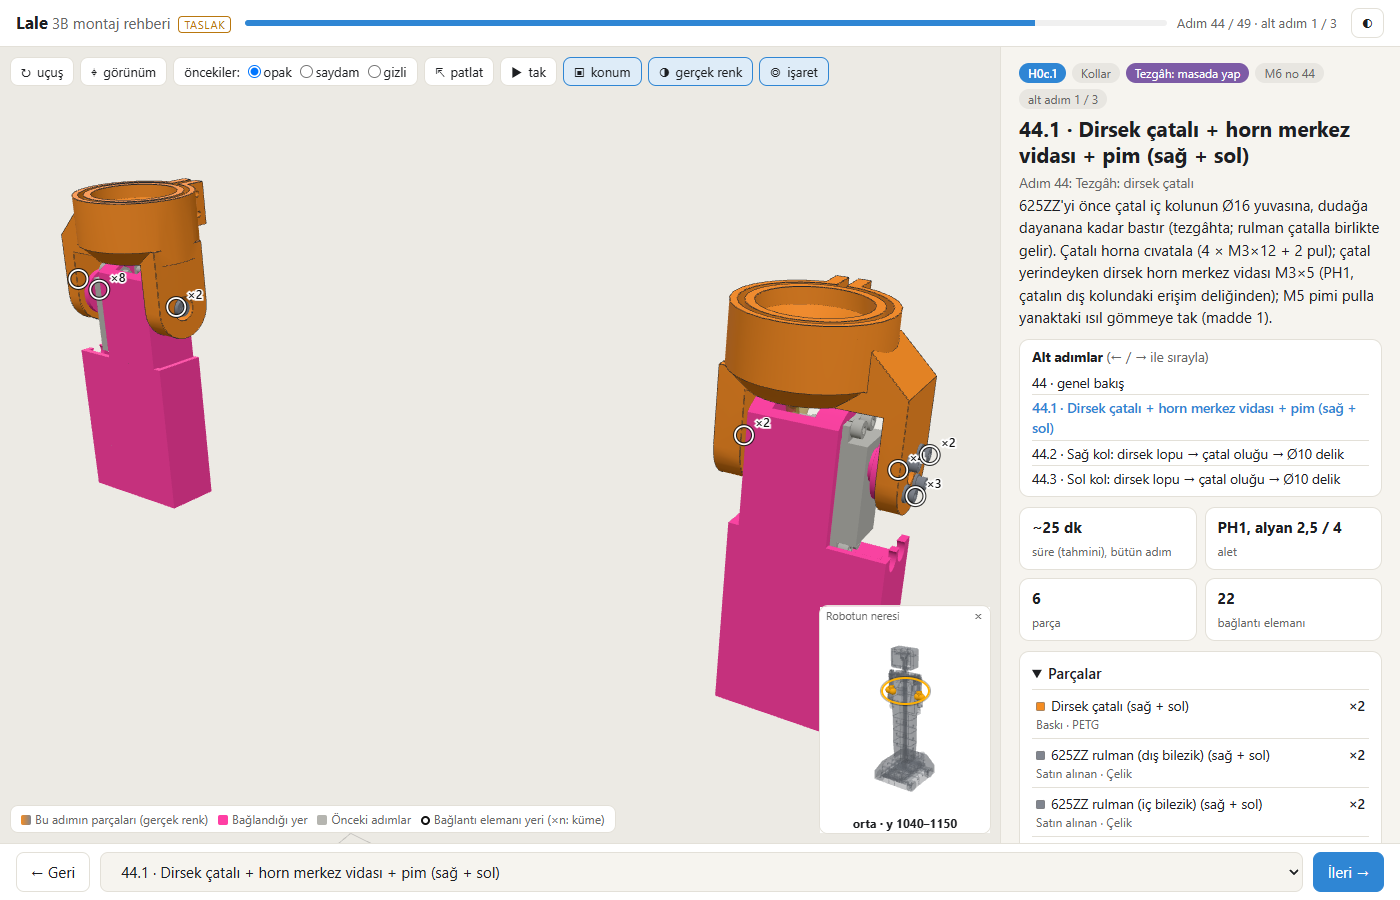 Lale 3B montaj rehberi TASLAK
Adım 44 / 49 · alt adım 1 / 3
↻ uçuş
⌖ görünüm
öncekiler: opak saydam gizli
↸ patlat
▶ tak
▣ konum
◑ gerçek renk
◎ işaret
×8
×2
×2
×2
×3
Robotun neresi ×
orta · y 1040–1150
Bu adımın parçaları (gerçek renk)
Bağlandığı yer
Önceki adımlar
Bağlantı elemanı yeri (×n: küme)
H0c.1
Kollar
Tezgâh: masada yap
M6 no 44
alt adım 1 / 3
44.1 · Dirsek çatalı + horn merkez
vidası + pim (sağ + sol)
Adım 44: Tezgâh: dirsek çatalı
625ZZ'yi önce çatal iç kolunun Ø16 yuvasına, dudağa
dayanana kadar bastır (tezgâhta; rulman çatalla birlikte
gelir). Çatalı horna cıvatala (4 × M3×12 + 2 pul); çatal
yerindeyken dirsek horn merkez vidası M3×5 (PH1,
çatalın dış kolundaki erişim deliğinden); M5 pimi pulla
yanaktaki ısıl gömmeye tak (madde 1).
Alt adımlar (← / → ile sırayla)
44 · genel bakış
44.1 · Dirsek çatalı + horn merkez vidası + pim (sağ +
sol)
44.2 · Sağ kol: dirsek lopu → çatal oluğu → Ø10 delik
44.3 · Sol kol: dirsek lopu → çatal oluğu → Ø10 delik
~25 dk
süre (tahmini), bütün adım
PH1, alyan 2,5 / 4
alet
6
parça
22
bağlantı elemanı
▼ Parçalar
Dirsek çatalı (sağ + sol) ×2
Baskı · PETG
625ZZ rulman (dış bilezik) (sağ + sol) ×2
Satın alınan · Çelik
625ZZ rulman (iç bilezik) (sağ + sol) ×2
Satın alınan · Çelik
← Geri
44.1 · Dirsek çatalı + horn merkez vidası + pim (sağ + sol)
İleri →